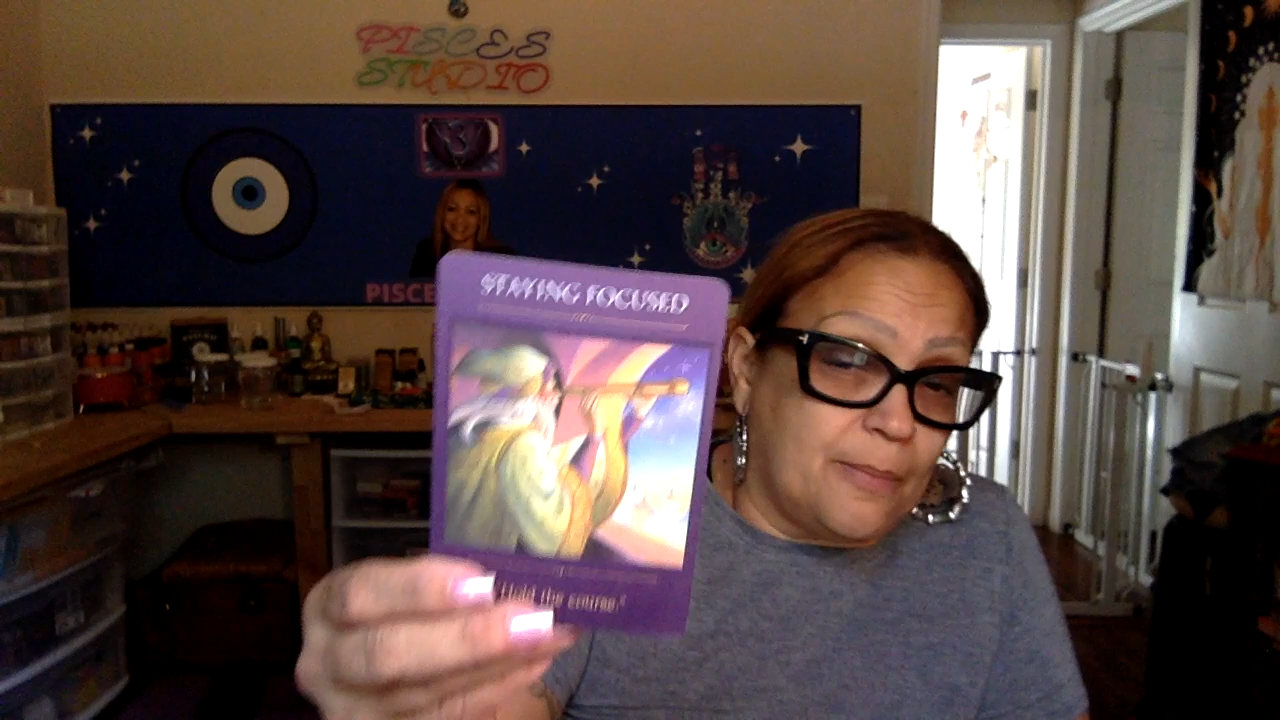 PISCES
STUDIO
PISCE
STAYING FOCUSED
"Hold the course."